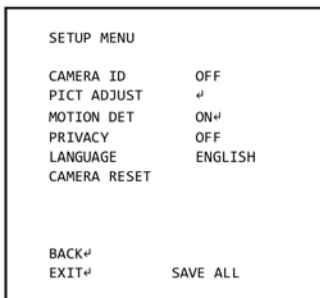 SETUP MENU
CAMERA ID OFF
PICT ADJUST ↵
MOTION DET ON↵
PRIVACY OFF
LANGUAGE ENGLISH
CAMERA RESET
BACK↵
EXIT↵ SAVE ALL